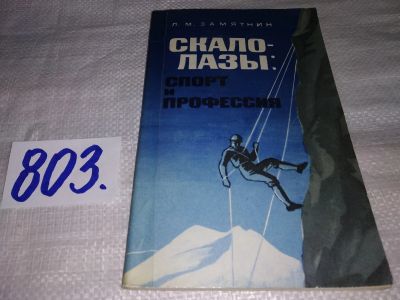 Л. М. ЗАМЯТНИН
СКАЛО-
ЛАЗЫ:
СПОРТ
И
ПРОФЕССИЯ
803.